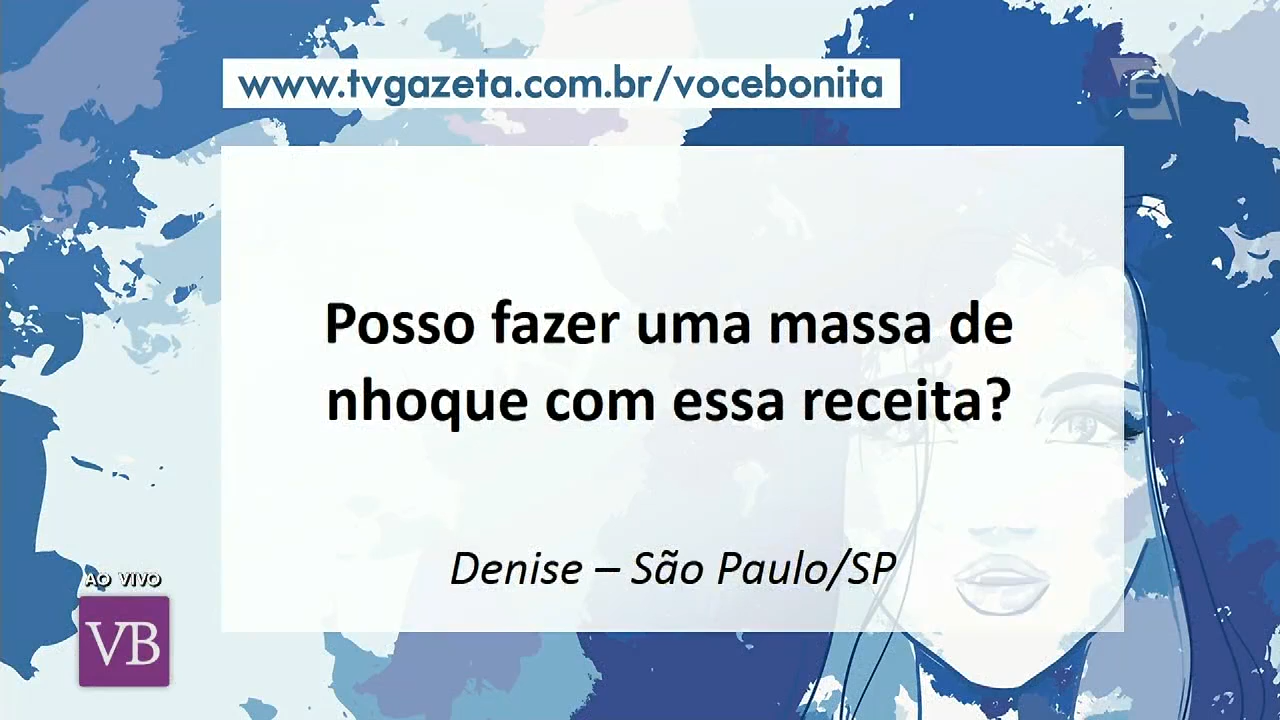 www.tvgazeta.com.br/vocebonita
Posso fazer uma massa de
nhoque com essa receita?
Denise – São Paulo/SP
AO VIVO
VB